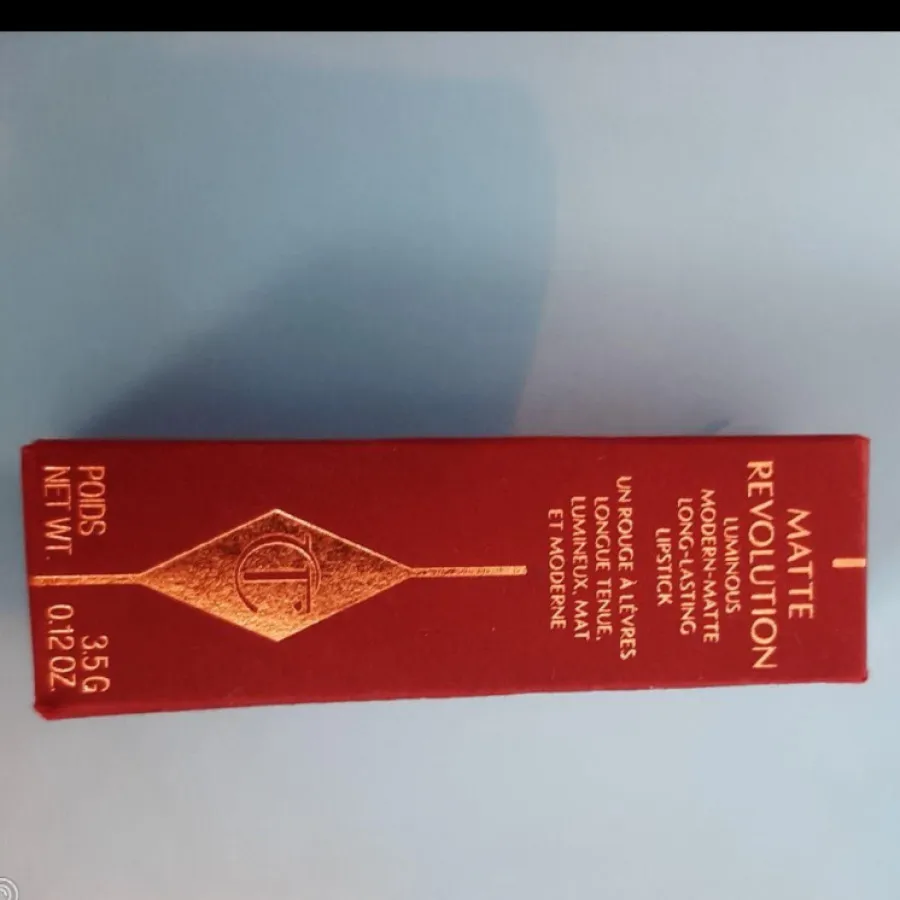 MATTE
REVOLUTION
LUMINOUS
MODERN-MATTE
LONG-LASTING
LIPSTICK
UN ROUGE À LÈVRES
LONGUE TENUE,
LUMINEUX, MAT
ET MODERNE
CT
POIDS 3.5 G
NET WT. 0.12 OZ.